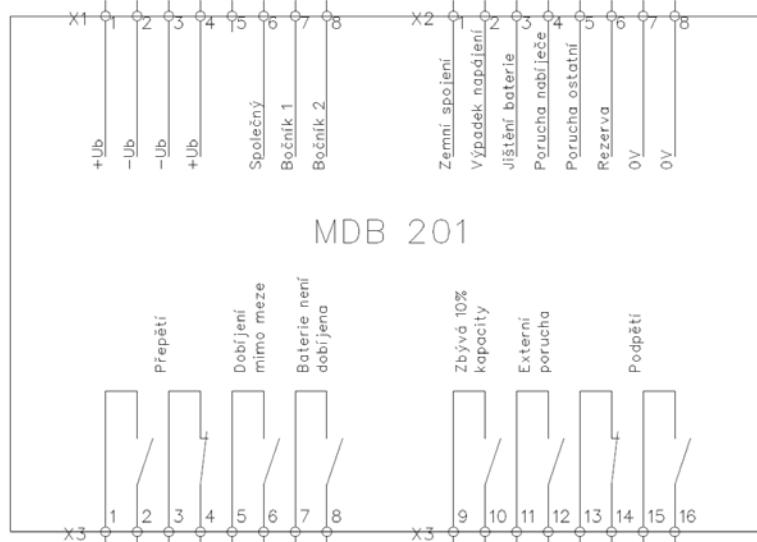 X1 1 2 3 4 5 6 7 8
X2 1 2 3 4 5 6 7 8
+Ub
-Ub
-Ub
+Ub
Společný
Bočník 1
Bočník 2
Zemní spojení
Výpadek napájení
Jištění baterie
Porucha nabíječe
Porucha ostatní
Rezerva
0V
0V
MDB 201
Přepětí
Dobíjení
mimo meze
Baterie není
dobíjena
Zbývá 10%
kapacity
Externí
porucha
Podpětí
X3 1 2 3 4 5 6 7 8
X3 9 10 11 12 13 14 15 16